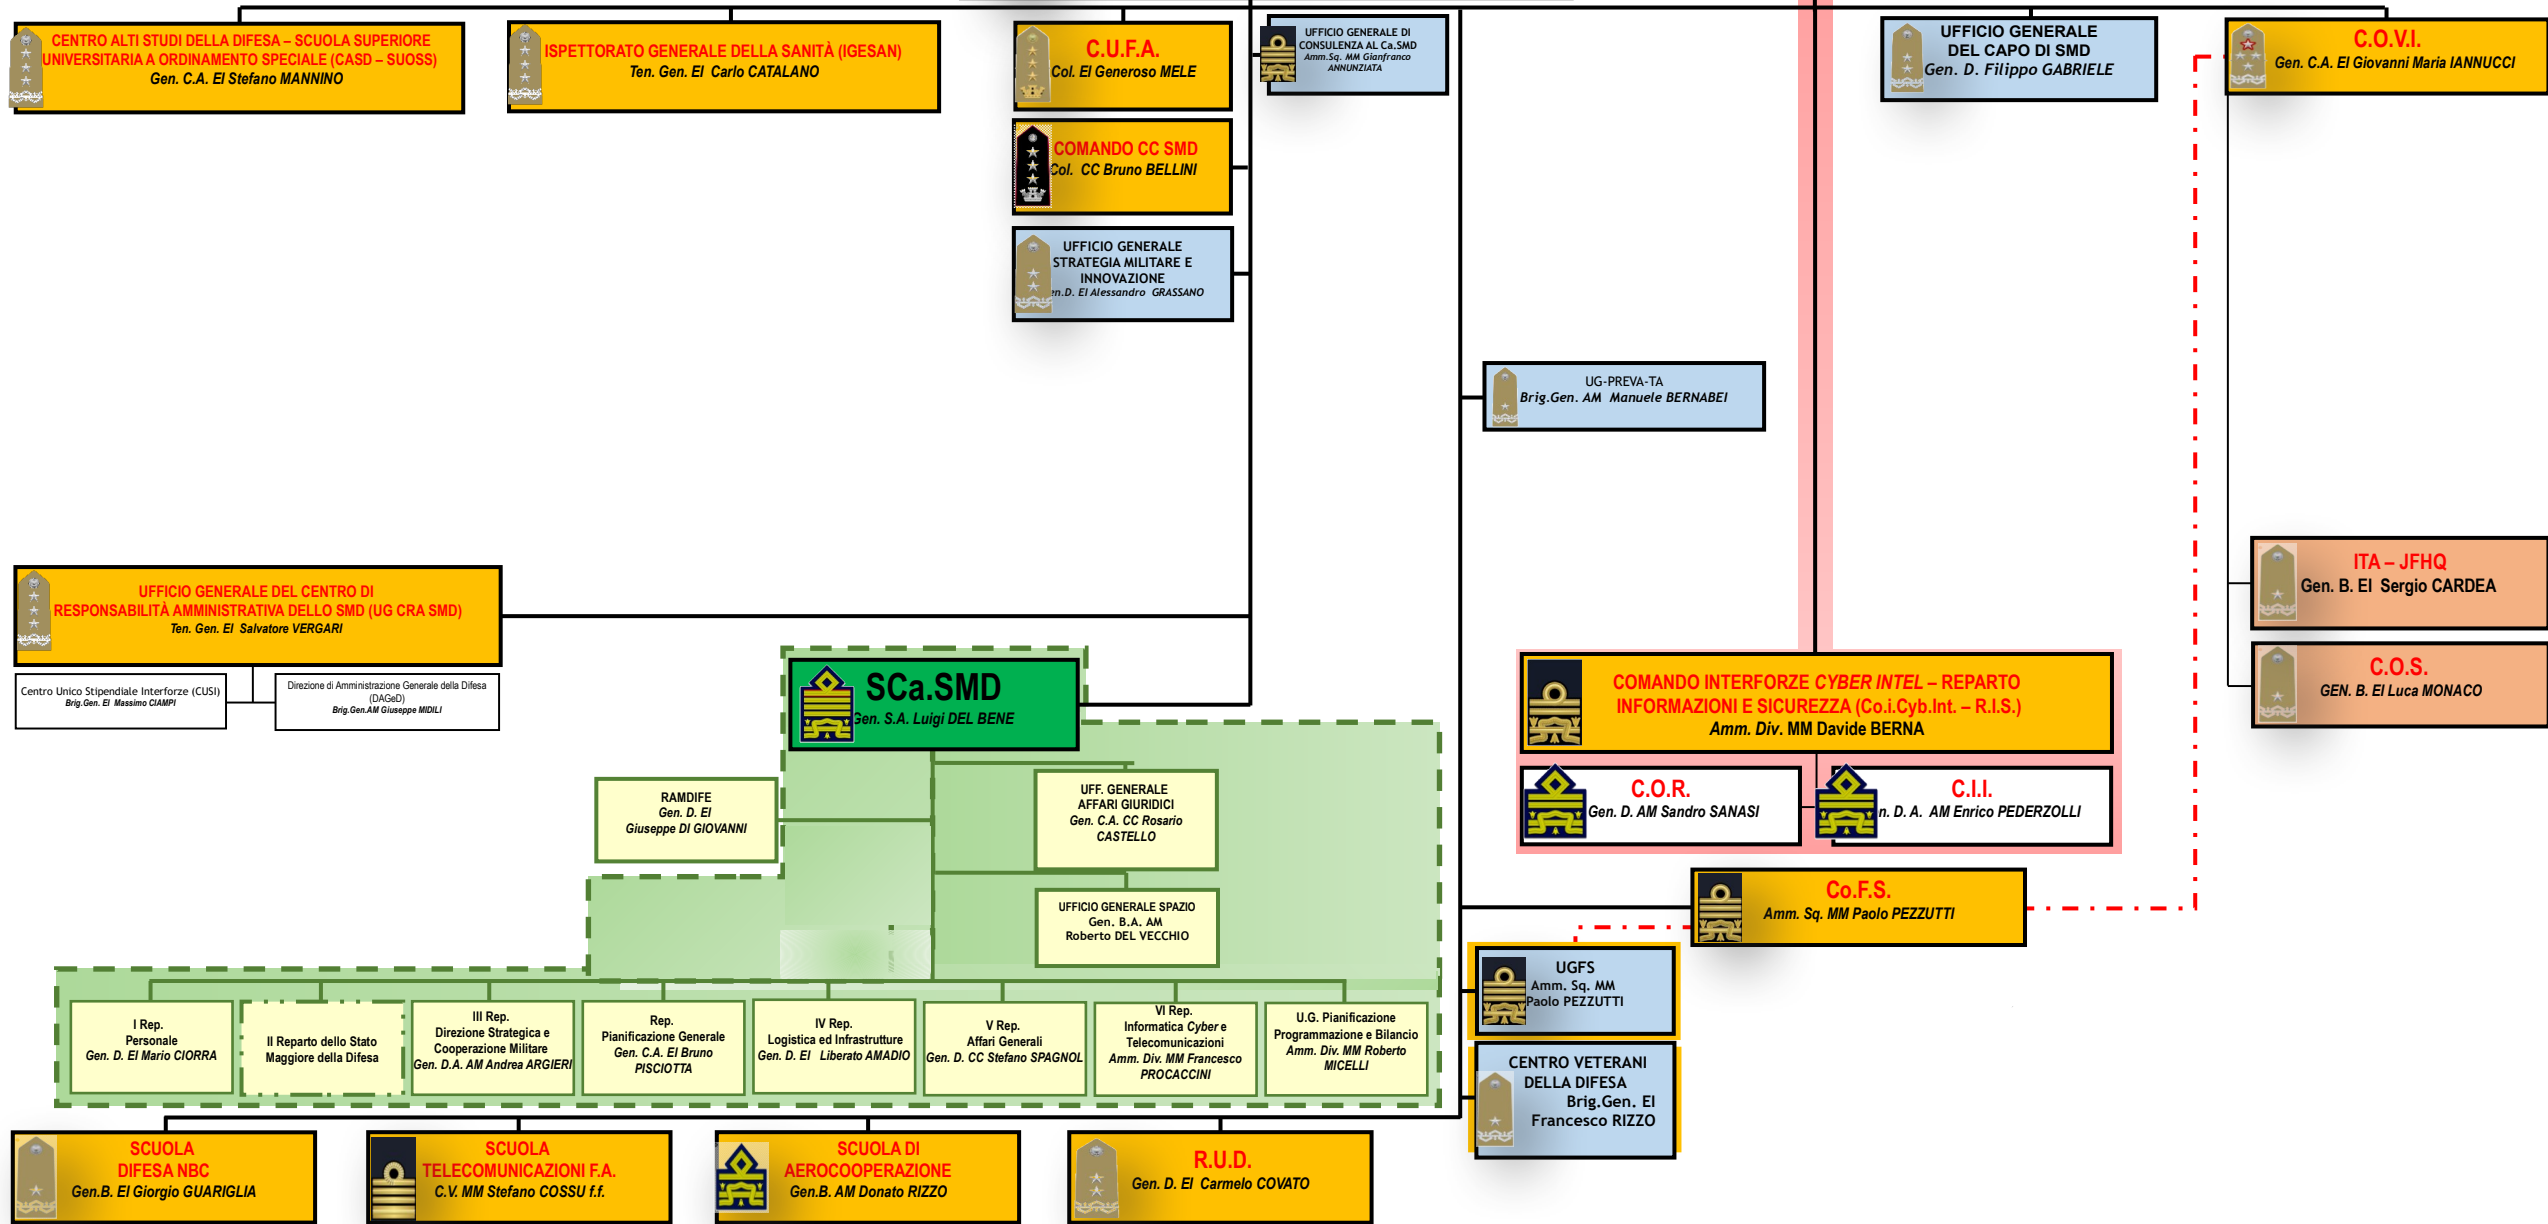 CENTRO ALTI STUDI DELLA DIFESA – SCUOLA SUPERIORE
UNIVERSITARIA A ORDINAMENTO SPECIALE (CASD – SUOSS)
Gen. C.A. EI Stefano MANNINO
ISPETTORATO GENERALE DELLA SANITÀ (IGESAN)
Ten. Gen. EI Carlo CATALANO
C.U.F.A.
Col. EI Generoso MELE
UFFICIO GENERALE DI
CONSULENZA AL Ca.SMD
Amm.Sq. MM Gianfranco
ANNUNZIATA
UFFICIO GENERALE
DEL CAPO DI SMD
Gen. D. Filippo GABRIELE
C.O.V.I.
Gen. C.A. EI Giovanni Maria IANNUCCI
COMANDO CC SMD
Col. CC Bruno BELLINI
UFFICIO GENERALE
STRATEGIA MILITARE E
INNOVAZIONE
en.D. EI Alessandro GRASSANO
UG-PREVA-TA
Brig.Gen. AM Manuele BERNABEI
ITA – JFHQ
Gen. B. EI Sergio CARDEA
C.O.S.
GEN. B. EI Luca MONACO
UFFICIO GENERALE DEL CENTRO DI
RESPONSABILITÀ AMMINISTRATIVA DELLO SMD (UG CRA SMD)
Ten. Gen. EI Salvatore VERGARI
Centro Unico Stipendiale Interforze (CUSI)
Brig.Gen. EI Massimo CIAMPI
Direzione di Amministrazione Generale della Difesa
(DAGeD)
Brig.Gen.AM Giuseppe MIDILI
SCa.SMD
Gen. S.A. Luigi DEL BENE
COMANDO INTERFORZE CYBER INTEL – REPARTO
INFORMAZIONI E SICUREZZA (Co.i.Cyb.Int. – R.I.S.)
Amm. Div. MM Davide BERNA
C.O.R.
Gen. D. AM Sandro SANASI
C.I.I.
n. D. A. AM Enrico PEDERZOLLI
RAMDIFE
Gen. D. EI
Giuseppe DI GIOVANNI
UFF. GENERALE
AFFARI GIURIDICI
Gen. C.A. CC Rosario
CASTELLO
UFFICIO GENERALE SPAZIO
Gen. B.A. AM
Roberto DEL VECCHIO
Co.F.S.
Amm. Sq. MM Paolo PEZZUTTI
UGFS
Amm. Sq. MM
Paolo PEZZUTTI
CENTRO VETERANI
DELLA DIFESA
Brig.Gen. EI
Francesco RIZZO
I Rep.
Personale
Gen. D. EI Mario CIORRA
II Reparto dello Stato
Maggiore della Difesa
III Rep.
Direzione Strategica e
Cooperazione Militare
Gen. D.A. AM Andrea ARGIERI
Rep.
Pianificazione Generale
Gen. C.A. EI Bruno
PISCIOTTA
IV Rep.
Logistica ed Infrastrutture
Gen. D. EI Liberato AMADIO
V Rep.
Affari Generali
Gen. D. CC Stefano SPAGNOL
VI Rep.
Informatica Cyber e
Telecomunicazioni
Amm. Div. MM Francesco
PROCACCINI
U.G. Pianificazione
Programmazione e Bilancio
Amm. Div. MM Roberto
MICELLI
SCUOLA
DIFESA NBC
Gen.B. EI Giorgio GUARIGLIA
SCUOLA
TELECOMUNICAZIONI F.A.
C.V. MM Stefano COSSU f.f.
SCUOLA DI
AEROCOOPERAZIONE
Gen.B. AM Donato RIZZO
R.U.D.
Gen. D. EI Carmelo COVATO